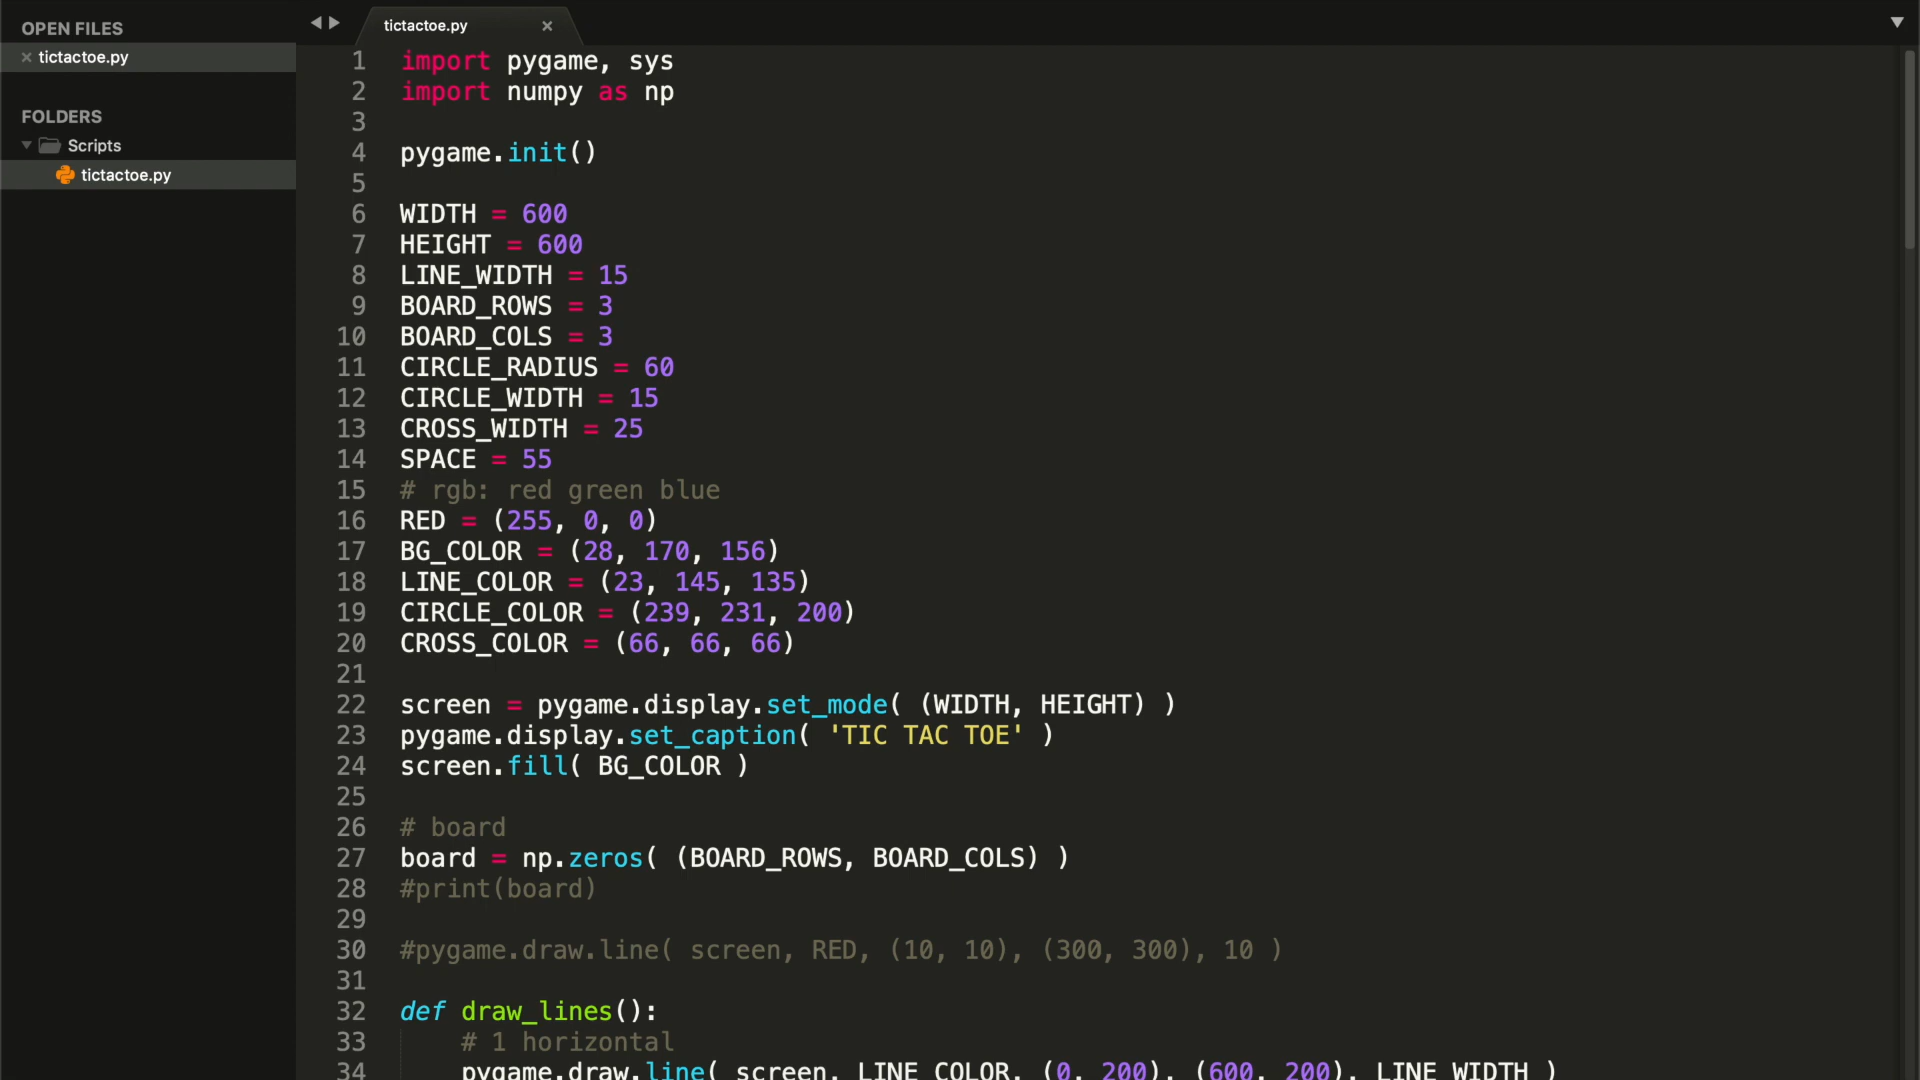 OPEN FILES
tictactoe.py
FOLDERS
Scripts
tictactoe.py
tictactoe.py
1 import pygame, sys
2 import numpy as np
3
4 pygame.init()
5
6 WIDTH = 600
7 HEIGHT = 600
8 LINE_WIDTH = 15
9 BOARD_ROWS = 3
10 BOARD_COLS = 3
11 CIRCLE_RADIUS = 60
12 CIRCLE_WIDTH = 15
13 CROSS_WIDTH = 25
14 SPACE = 55
15 # rgb: red green blue
16 RED = (255, 0, 0)
17 BG_COLOR = (28, 170, 156)
18 LINE_COLOR = (23, 145, 135)
19 CIRCLE_COLOR = (239, 231, 200)
20 CROSS_COLOR = (66, 66, 66)
21
22 screen = pygame.display.set_mode( (WIDTH, HEIGHT) )
23 pygame.display.set_caption( 'TIC TAC TOE' )
24 screen.fill( BG_COLOR )
25
26 # board
27 board = np.zeros( (BOARD_ROWS, BOARD_COLS) )
28 #print(board)
29
30 #pygame.draw.line( screen, RED, (10, 10), (300, 300), 10 )
31
32 def draw_lines():
33     # 1 horizontal
34     pygame.draw.line( screen, LINE_COLOR, (0, 200), (600, 200), LINE_WIDTH )